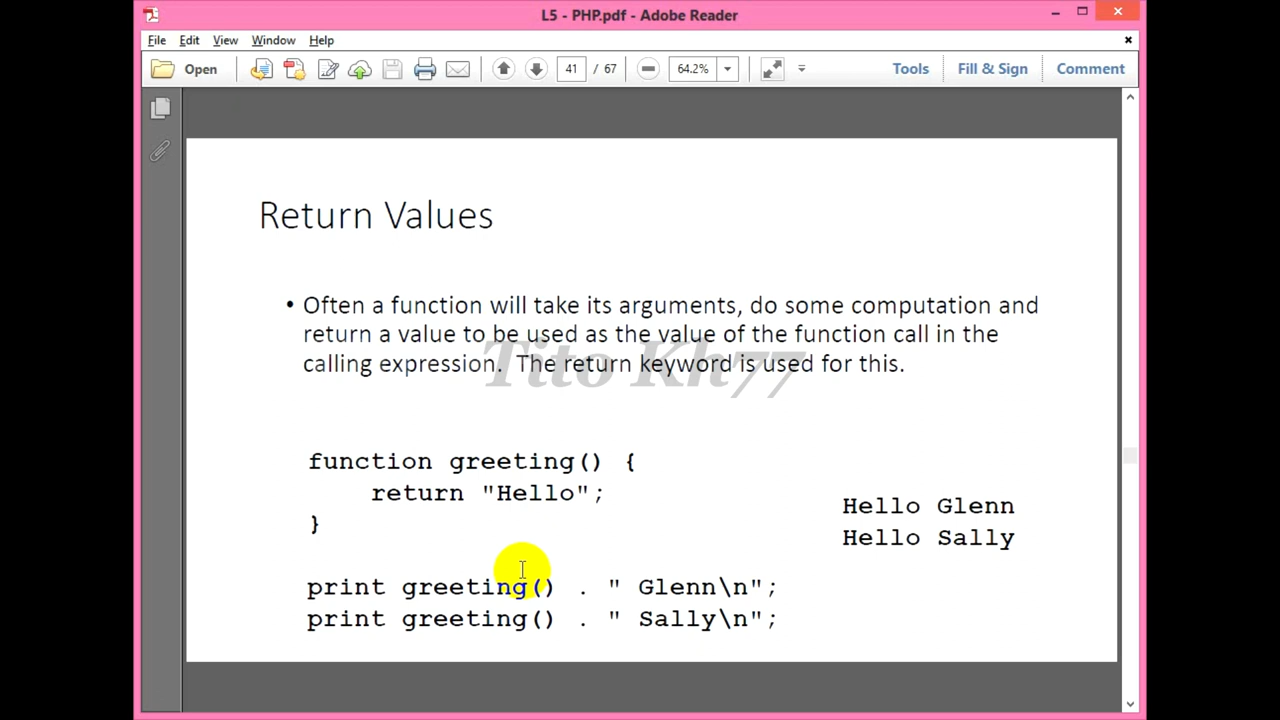 L5 - PHP.pdf - Adobe Reader
File Edit View Window Help
Open 41 / 67 64.2% Tools Fill & Sign Comment
Return Values
• Often a function will take its arguments, do some computation and
return a value to be used as the value of the function call in the
calling expression. The return keyword is used for this.
Tito Kh77
function greeting() {
    return "Hello";
}
print greeting() . " Glenn\n";
print greeting() . " Sally\n";
Hello Glenn
Hello Sally